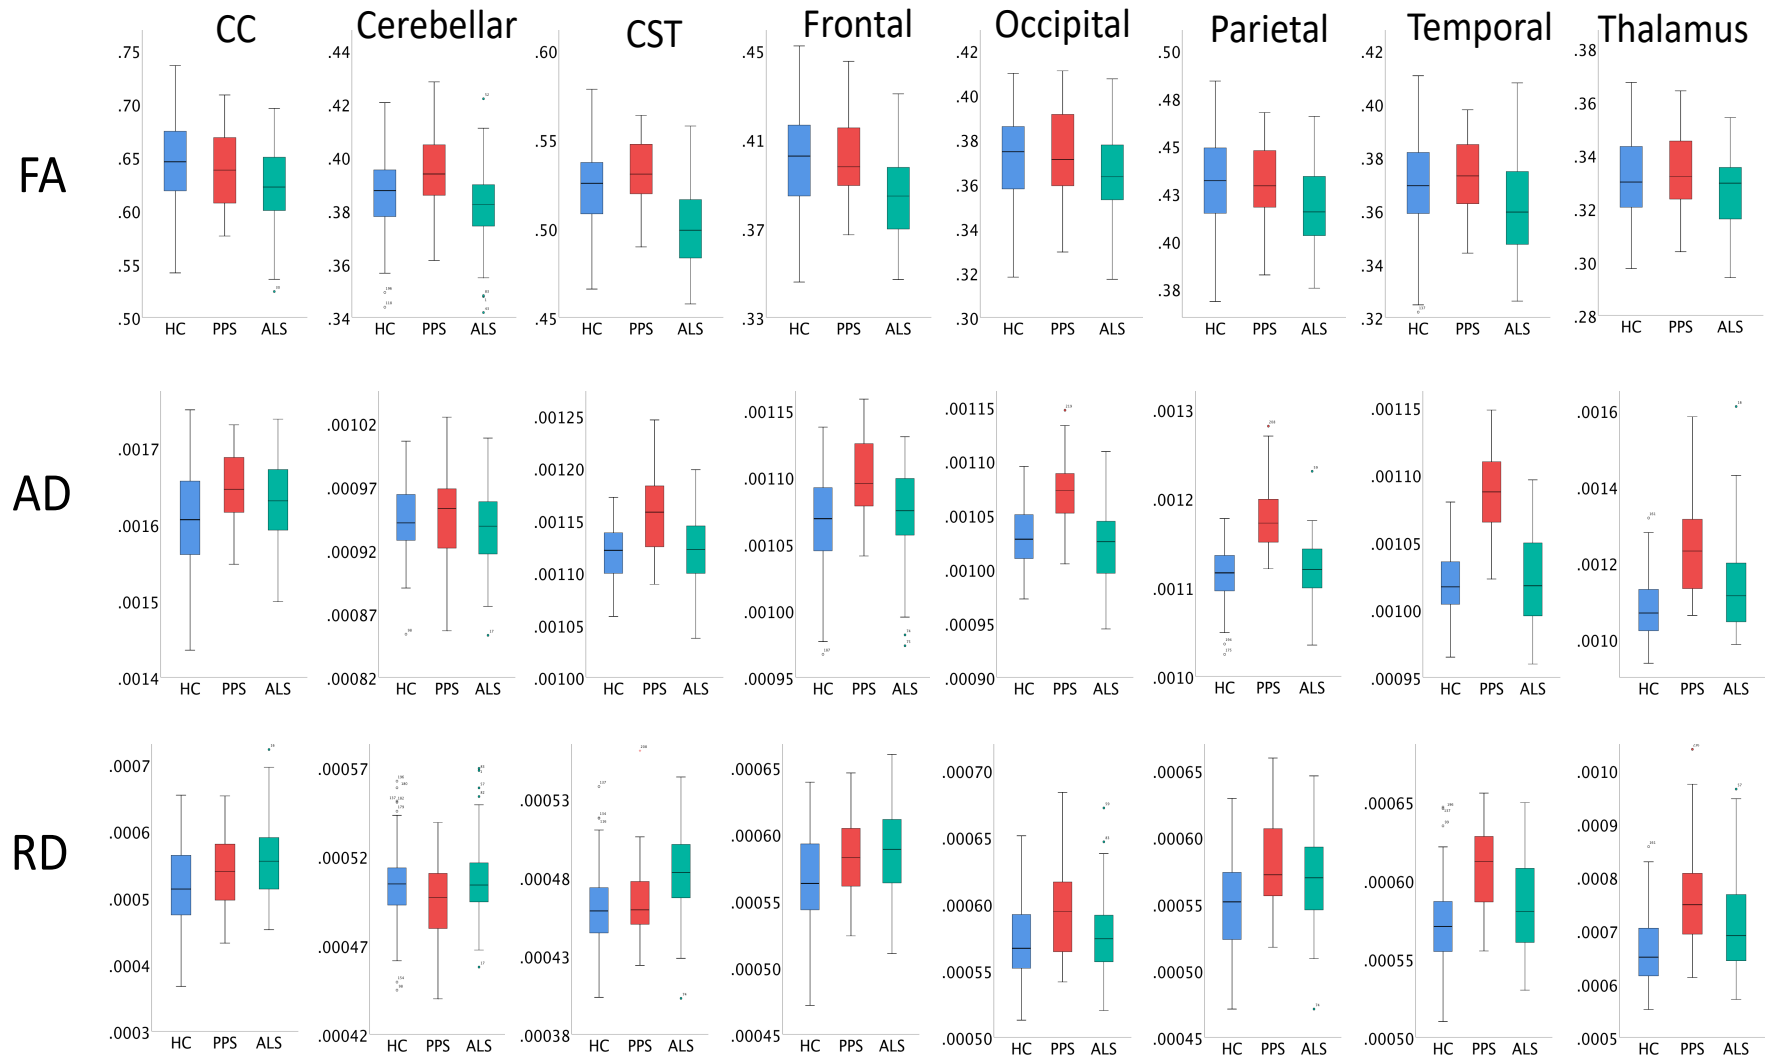 CC Cerebellar CST Frontal Occipital Parietal Temporal Thalamus
FA
.75 .70 .65 .60 .55 .50
HC PPS ALS
.44 .42 .40 .38 .36 .34
HC PPS ALS
.60 .55 .50 .45
HC PPS ALS
.45 .41 .37 .33
HC PPS ALS
.42 .40 .38 .36 .34 .32 .30
HC PPS ALS
.50 .48 .45 .43 .40 .38
HC PPS ALS
.42 .40 .38 .36 .34 .32
HC PPS ALS
.38 .36 .34 .32 .30 .28
HC PPS ALS
AD
.0017 .0016 .0015 .0014
HC PPS ALS
.00102 .00097 .00092 .00087 .00082
HC PPS ALS
.00125 .00120 .00115 .00110 .00105 .00100
HC PPS ALS
.00115 .00110 .00105 .00100 .00095
HC PPS ALS
.00115 .00110 .00105 .00100 .00095 .00090
HC PPS ALS
.0013 .0012 .0011 .0010
HC PPS ALS
.00115 .00110 .00105 .00100 .00095
HC PPS ALS
.0016 .0014 .0012 .0010
HC PPS ALS
RD
.0007 .0006 .0005 .0004 .0003
HC PPS ALS
.00057 .00052 .00047 .00042
HC PPS ALS
.00053 .00048 .00043 .00038
HC PPS ALS
.00065 .00060 .00055 .00050 .00045
HC PPS ALS
.00070 .00065 .00060 .00055 .00050
HC PPS ALS
.00065 .00060 .00055 .00050 .00045
HC PPS ALS
.00065 .00060 .00055 .00050
HC PPS ALS
.0010 .0009 .0008 .0007 .0006 .0005
HC PPS ALS